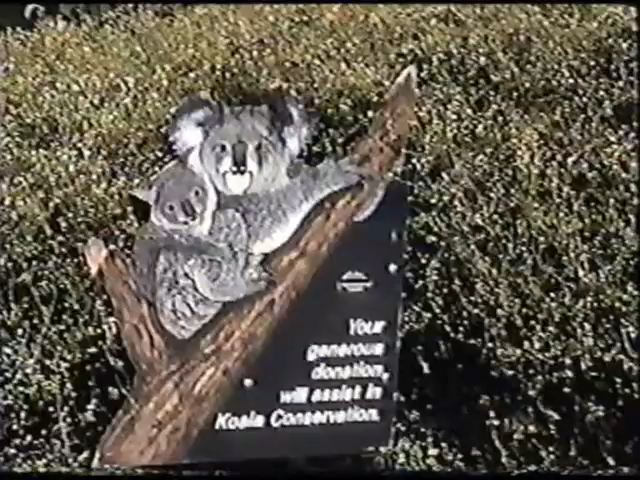 Your
generous
donation,
will assist in
Koala Conservation.